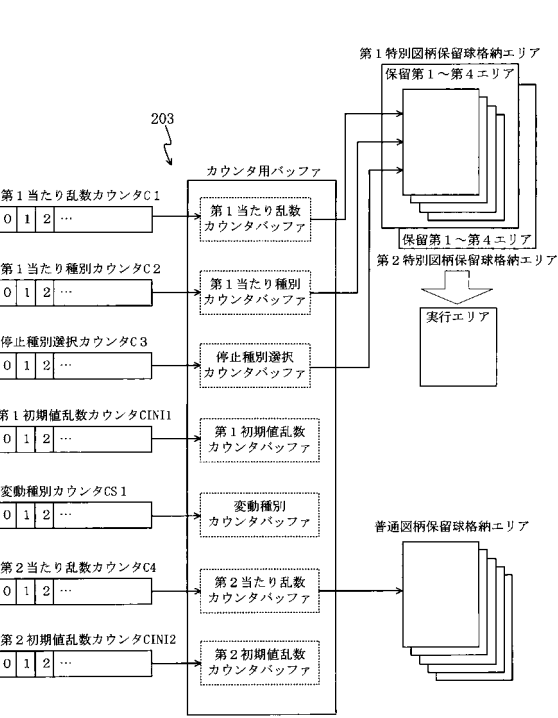 第1特別図柄保留球格納エリア
保留第1～第4エリア
203
カウンタ用バッファ
第1当たり乱数カウンタC1
0 1 2 …
第1当たり乱数
カウンタバッファ
保留第1～第4エリア
第2特別図柄保留球格納エリア
第1当たり種別カウンタC2
0 1 2 …
第1当たり種別
カウンタバッファ
実行エリア
停止種別選択カウンタC3
0 1 2 …
停止種別選択
カウンタバッファ
第1初期値乱数カウンタCINI1
0 1 2 …
第1初期値乱数
カウンタバッファ
変動種別カウンタCS1
0 1 2 …
変動種別
カウンタバッファ
普通図柄保留球格納エリア
第2当たり乱数カウンタC4
0 1 2 …
第2当たり乱数
カウンタバッファ
第2初期値乱数カウンタCINI2
0 1 2 …
第2初期値乱数
カウンタバッファ